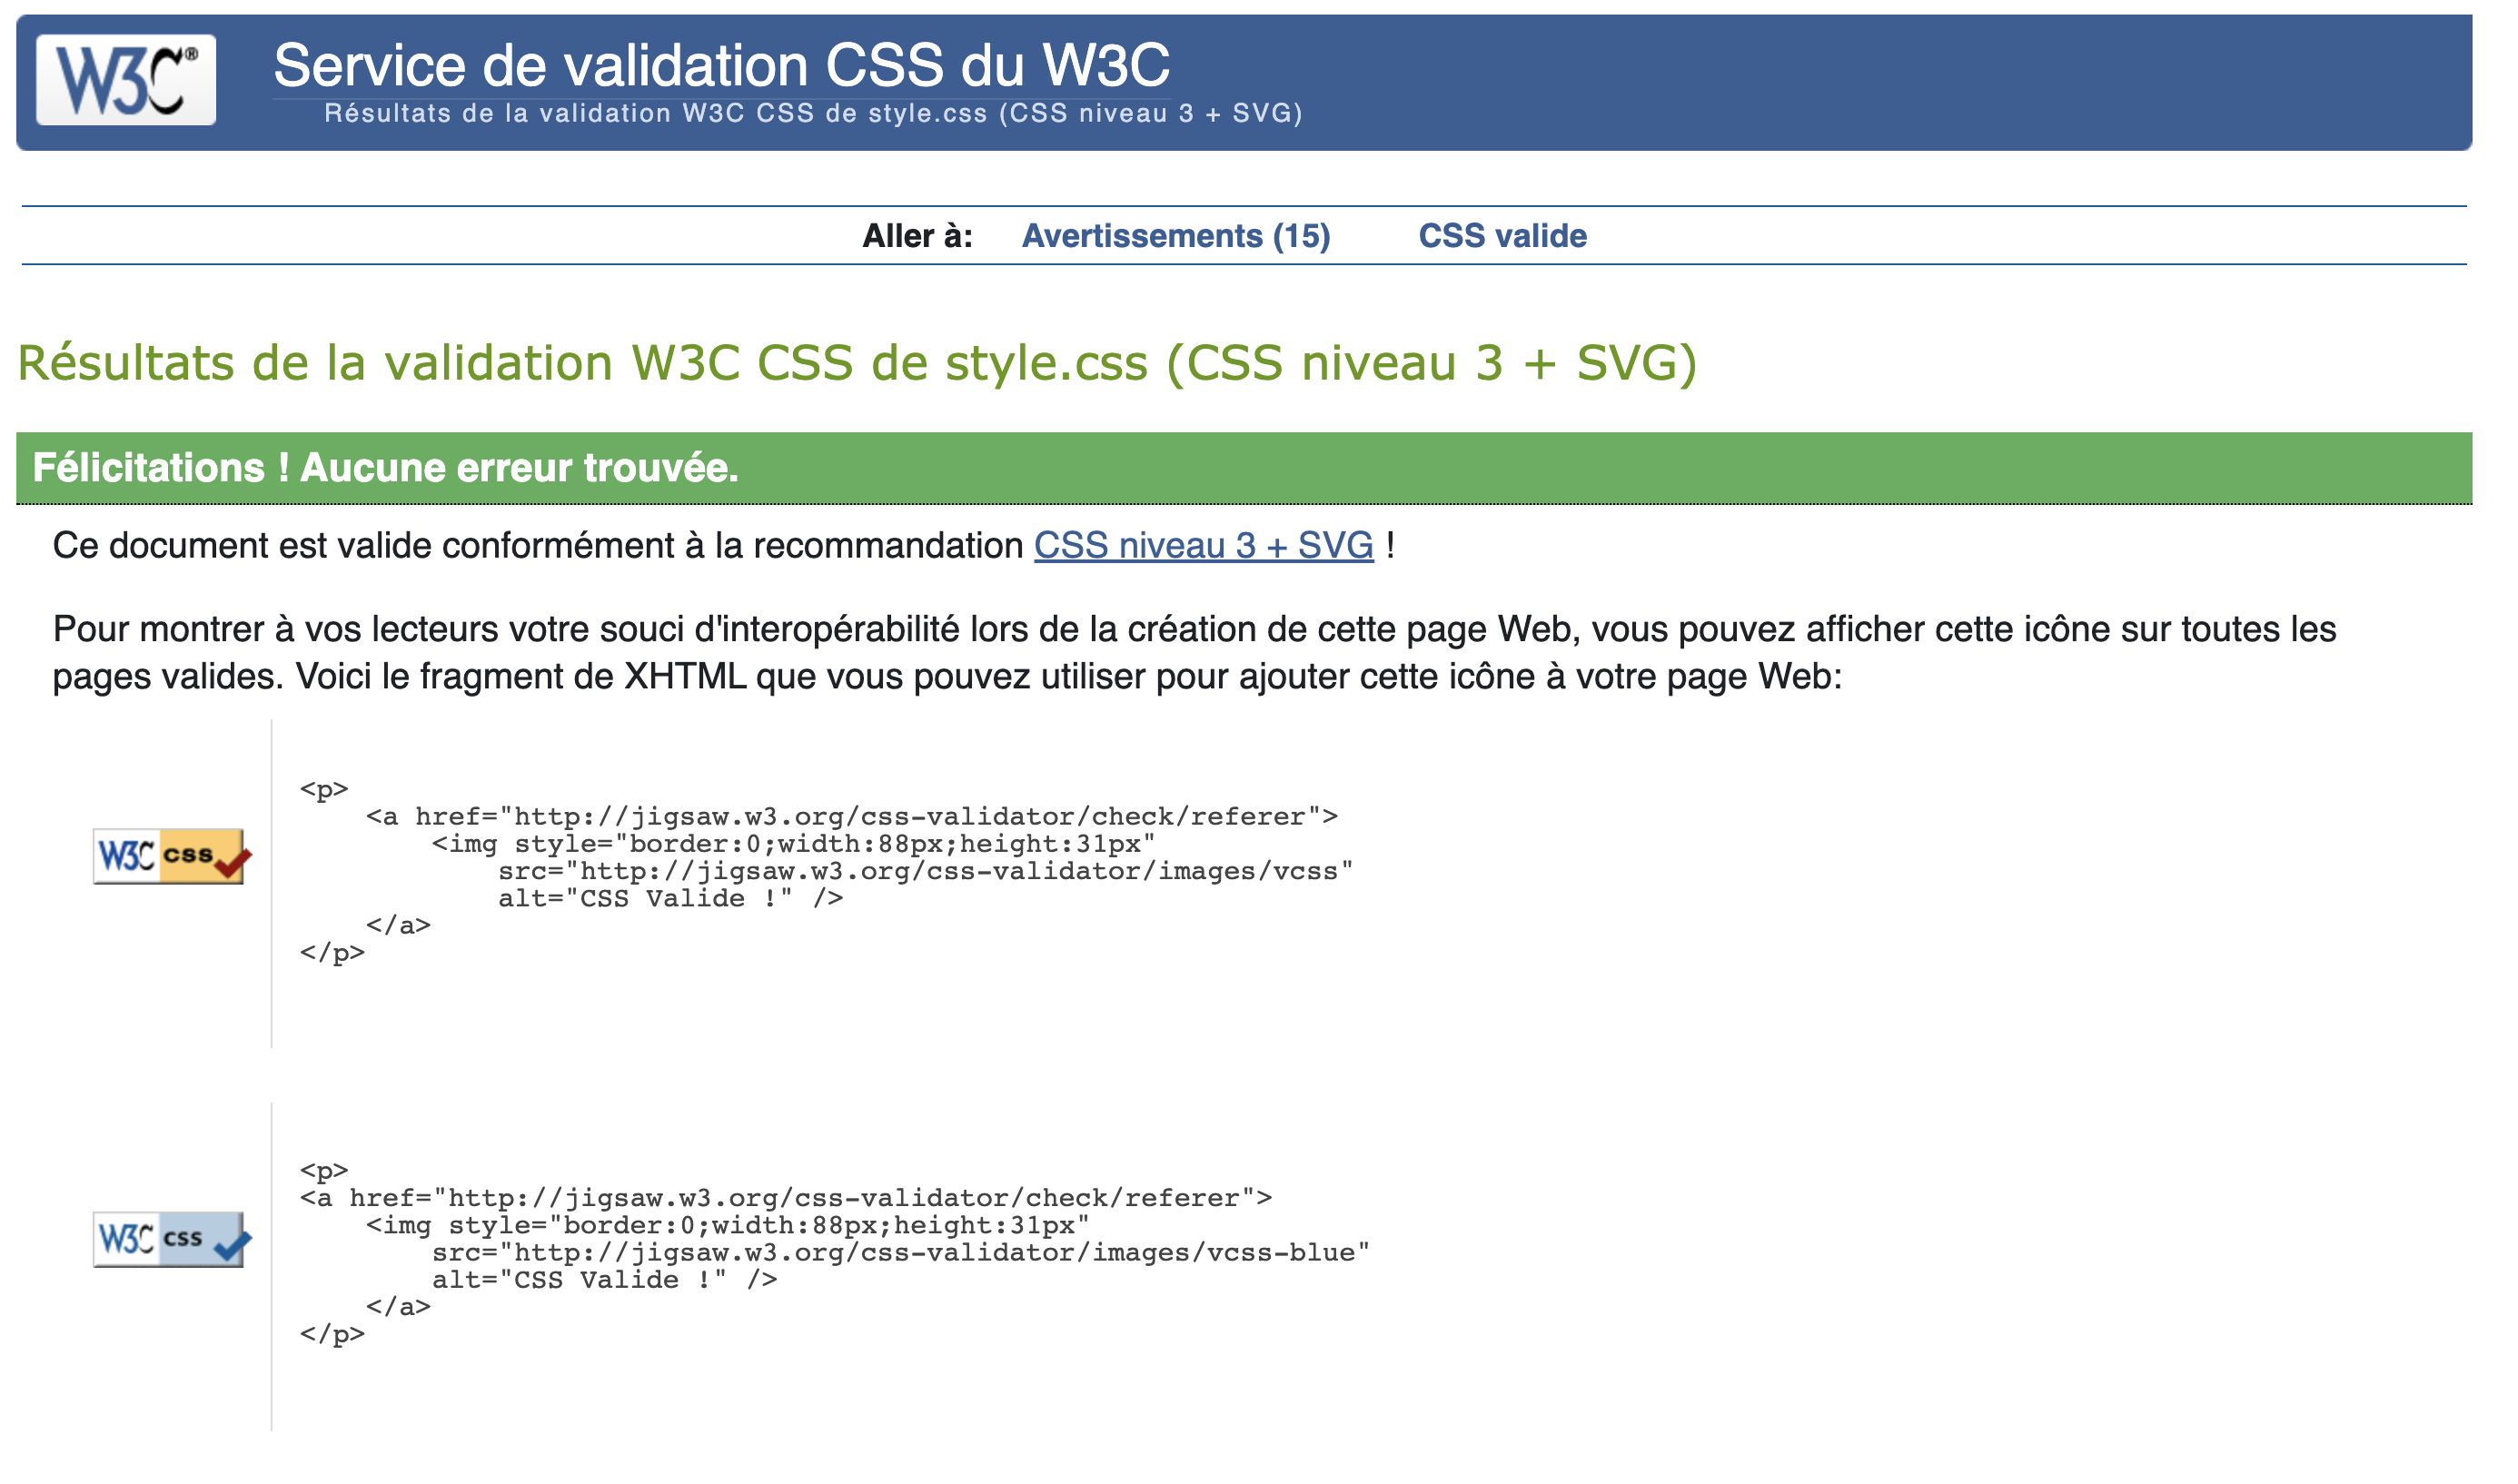 W3C®
Service de validation CSS du W3C
Résultats de la validation W3C CSS de style.css (CSS niveau 3 + SVG)
Aller à: Avertissements (15) CSS valide
Résultats de la validation W3C CSS de style.css (CSS niveau 3 + SVG)
Félicitations ! Aucune erreur trouvée.
Ce document est valide conformément à la recommandation CSS niveau 3 + SVG !
Pour montrer à vos lecteurs votre souci d'interopérabilité lors de la création de cette page Web, vous pouvez afficher cette icône sur toutes les
pages valides. Voici le fragment de XHTML que vous pouvez utiliser pour ajouter cette icône à votre page Web:
W3C css
<p>
    <a href="http://jigsaw.w3.org/css-validator/check/referer">
        <img style="border:0;width:88px;height:31px"
            src="http://jigsaw.w3.org/css-validator/images/vcss"
            alt="CSS Valide !" />
    </a>
</p>
W3C css
<p>
<a href="http://jigsaw.w3.org/css-validator/check/referer">
    <img style="border:0;width:88px;height:31px"
        src="http://jigsaw.w3.org/css-validator/images/vcss-blue"
        alt="CSS Valide !" />
    </a>
</p>